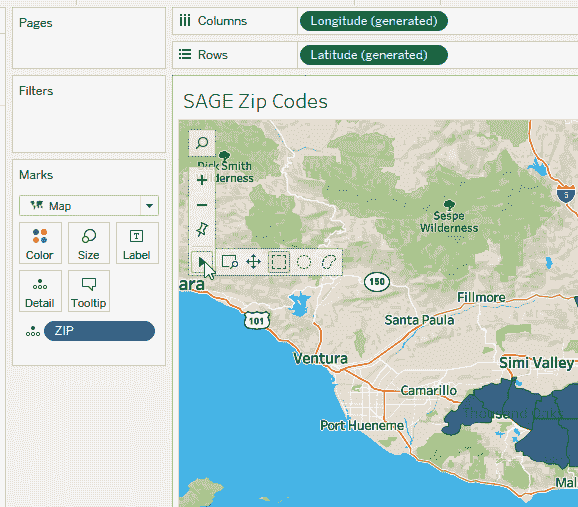 Pages
Columns
Longitude (generated)
Rows
Latitude (generated)
Filters
SAGE Zip Codes
Marks
Map
Color
Size
Label
T
Detail
Tooltip
ZIP
Dick Smith
lderness
5
Sespe
Wilderness
ara
150
Fillmore
101
Santa Paula
Ventura
Simi Valley
Camarillo
Thousand Oaks
Port Hueneme
Mal